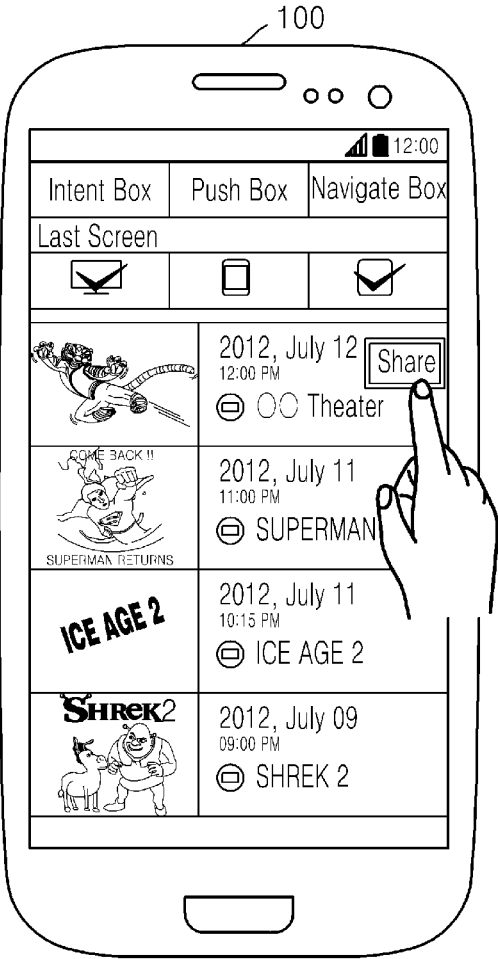 100
12:00
Intent Box
Push Box
Navigate Box
Last Screen
2012, July 12
12:00 PM
Share
○○ Theater
COME BACK !!
SUPERMAN RETURNS
2012, July 11
11:00 PM
SUPERMAN
ICE AGE 2
2012, July 11
10:15 PM
ICE AGE 2
SHREK2
2012, July 09
09:00 PM
SHREK 2